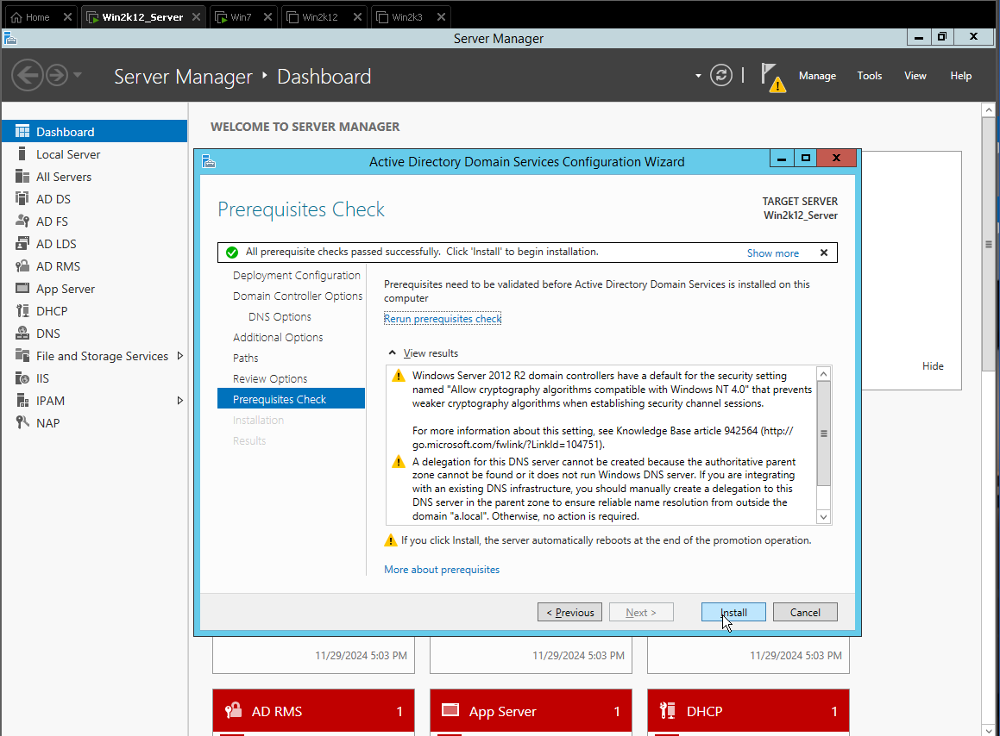 Home
Win2k12_Server
Win7
Win2k12
Win2k3
Server Manager
Server Manager
Dashboard
Manage
Tools
View
Help
Dashboard
Local Server
All Servers
AD DS
AD FS
AD LDS
AD RMS
App Server
DHCP
DNS
File and Storage Services
IIS
IPAM
NAP
WELCOME TO SERVER MANAGER
Hide
Active Directory Domain Services Configuration Wizard
Prerequisites Check
TARGET SERVER
Win2k12_Server
All prerequisite checks passed successfully.  Click 'Install' to begin installation.
Show more
Deployment Configuration
Domain Controller Options
DNS Options
Additional Options
Paths
Review Options
Prerequisites Check
Installation
Results
Prerequisites need to be validated before Active Directory Domain Services is installed on this
computer
Rerun prerequisites check
View results
Windows Server 2012 R2 domain controllers have a default for the security setting
named "Allow cryptography algorithms compatible with Windows NT 4.0" that prevents
weaker cryptography algorithms when establishing security channel sessions.
For more information about this setting, see Knowledge Base article 942564 (http://
go.microsoft.com/fwlink/?LinkId=104751).
A delegation for this DNS server cannot be created because the authoritative parent
zone cannot be found or it does not run Windows DNS server. If you are integrating
with an existing DNS infrastructure, you should manually create a delegation to this
DNS server in the parent zone to ensure reliable name resolution from outside the
domain "a.local". Otherwise, no action is required.
If you click Install, the server automatically reboots at the end of the promotion operation.
More about prerequisites
< Previous
Next >
Install
Cancel
11/29/2024 5:03 PM
11/29/2024 5:03 PM
11/29/2024 5:03 PM
AD RMS 1
App Server 1
DHCP 1